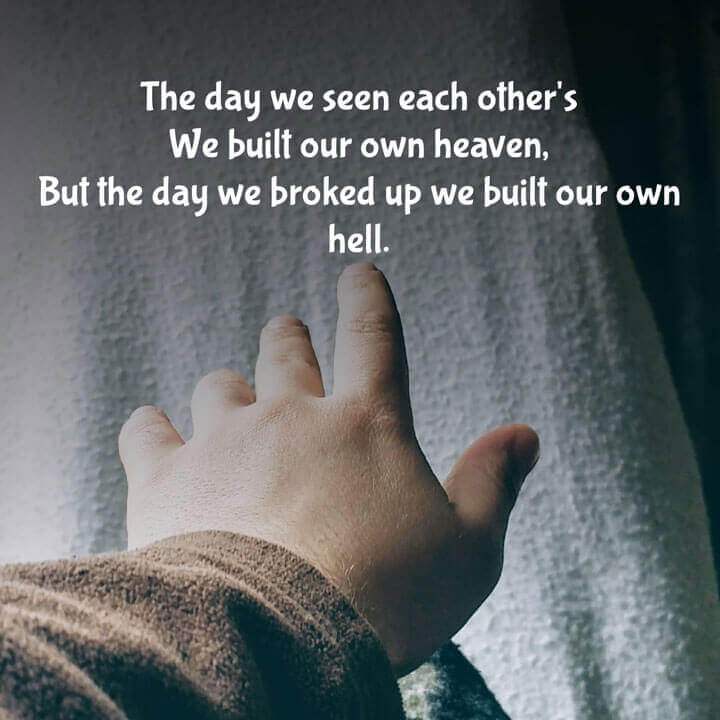 The day we seen each other's
We built our own heaven,
But the day we broked up we built our own
hell.